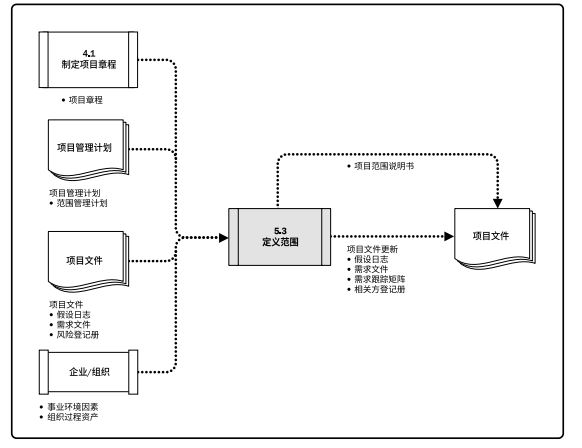 4.1
制定项目章程
• 项目章程
项目管理计划
项目管理计划
• 范围管理计划
项目文件
项目文件
• 假设日志
• 需求文件
• 风险登记册
企业/组织
• 事业环境因素
• 组织过程资产
5.3
定义范围
• 项目范围说明书
项目文件更新
• 假设日志
• 需求文件
• 需求跟踪矩阵
• 相关方登记册
项目文件